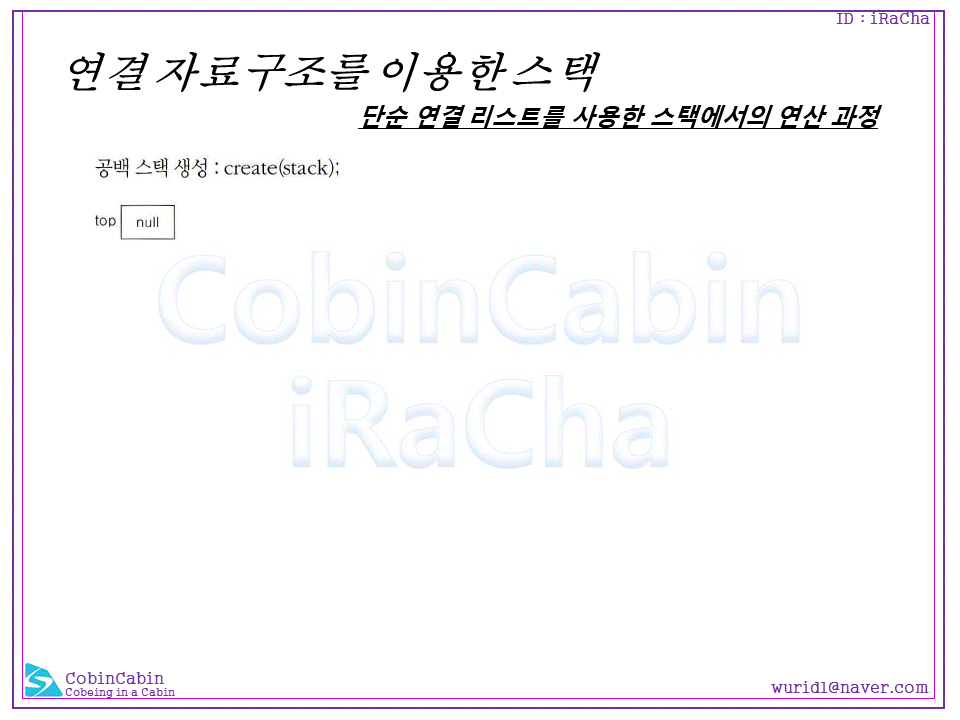 ID : iRaCha
연결 자료구조를 이용한 스택
단순 연결 리스트를 사용한 스택에서의 연산 과정
공백 스택 생성 : create(stack);
top null
CobinCabin
iRaCha
CobinCabin
Cobeing in a Cabin
wurid1@naver.com